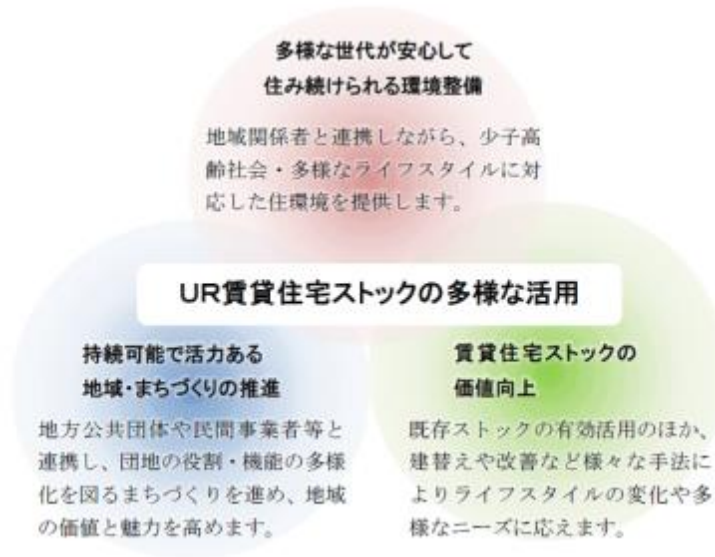 多様な世代が安心して
住み続けられる環境整備
地域関係者と連携しながら、少子高
齢社会・多様なライフスタイルに対
応した住環境を提供します。
UR賃貸住宅ストックの多様な活用
持続可能で活力ある
地域・まちづくりの推進
地方公共団体や民間事業者等と
連携し、団地の役割・機能の多様
化を図るまちづくりを進め、地域
の価値と魅力を高めます。
賃貸住宅ストックの
価値向上
既存ストックの有効活用のほか、
建替えや改善など様々な手法に
よりライフスタイルの変化や多
様なニーズに応えます。